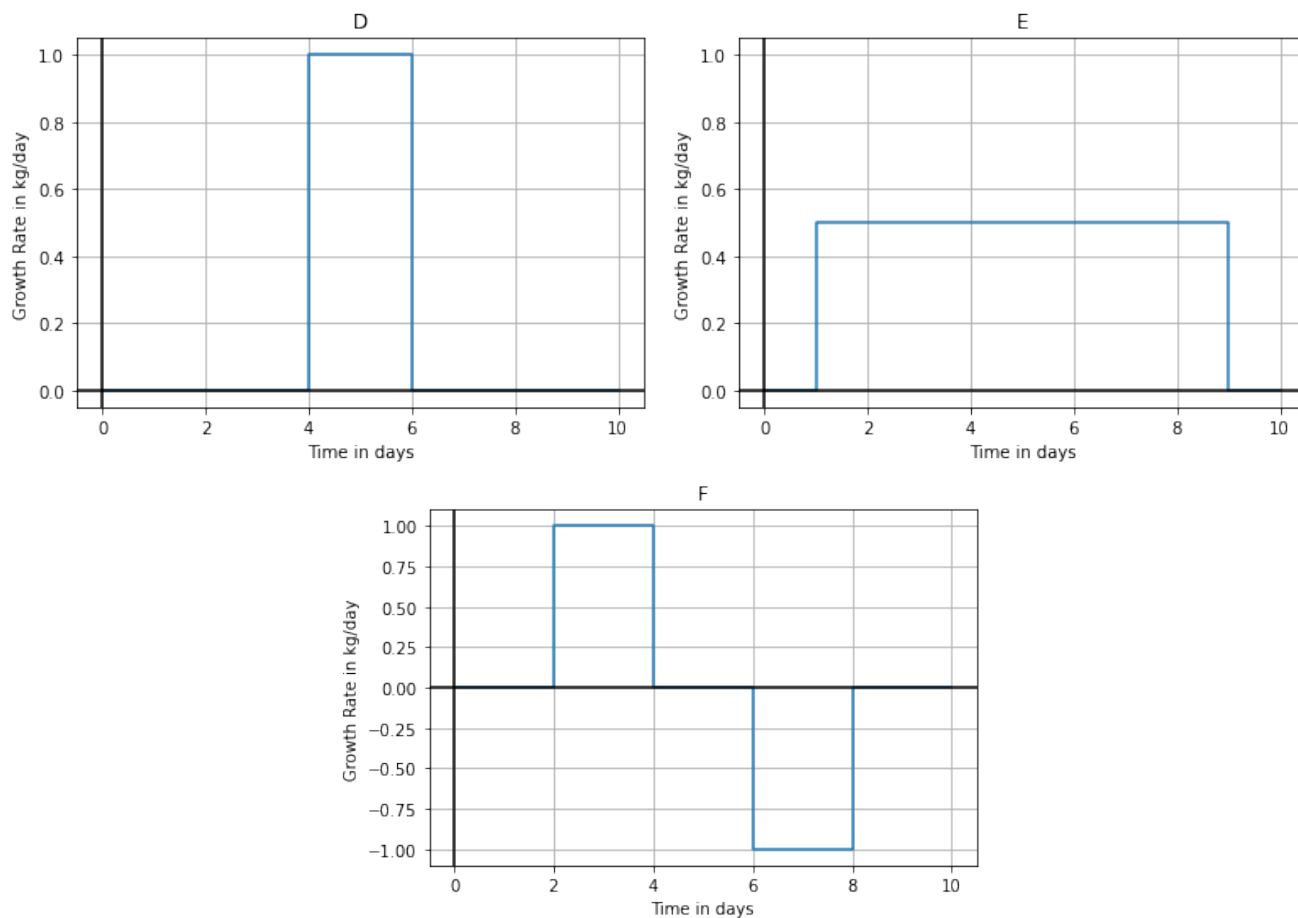 D
Growth Rate in kg/day
1.0
0.8
0.6
0.4
0.2
0.0
0 2 4 6 8 10
Time in days
E
Growth Rate in kg/day
1.0
0.8
0.6
0.4
0.2
0.0
0 2 4 6 8 10
Time in days
F
Growth Rate in kg/day
1.00
0.75
0.50
0.25
0.00
−0.25
−0.50
−0.75
−1.00
0 2 4 6 8 10
Time in days